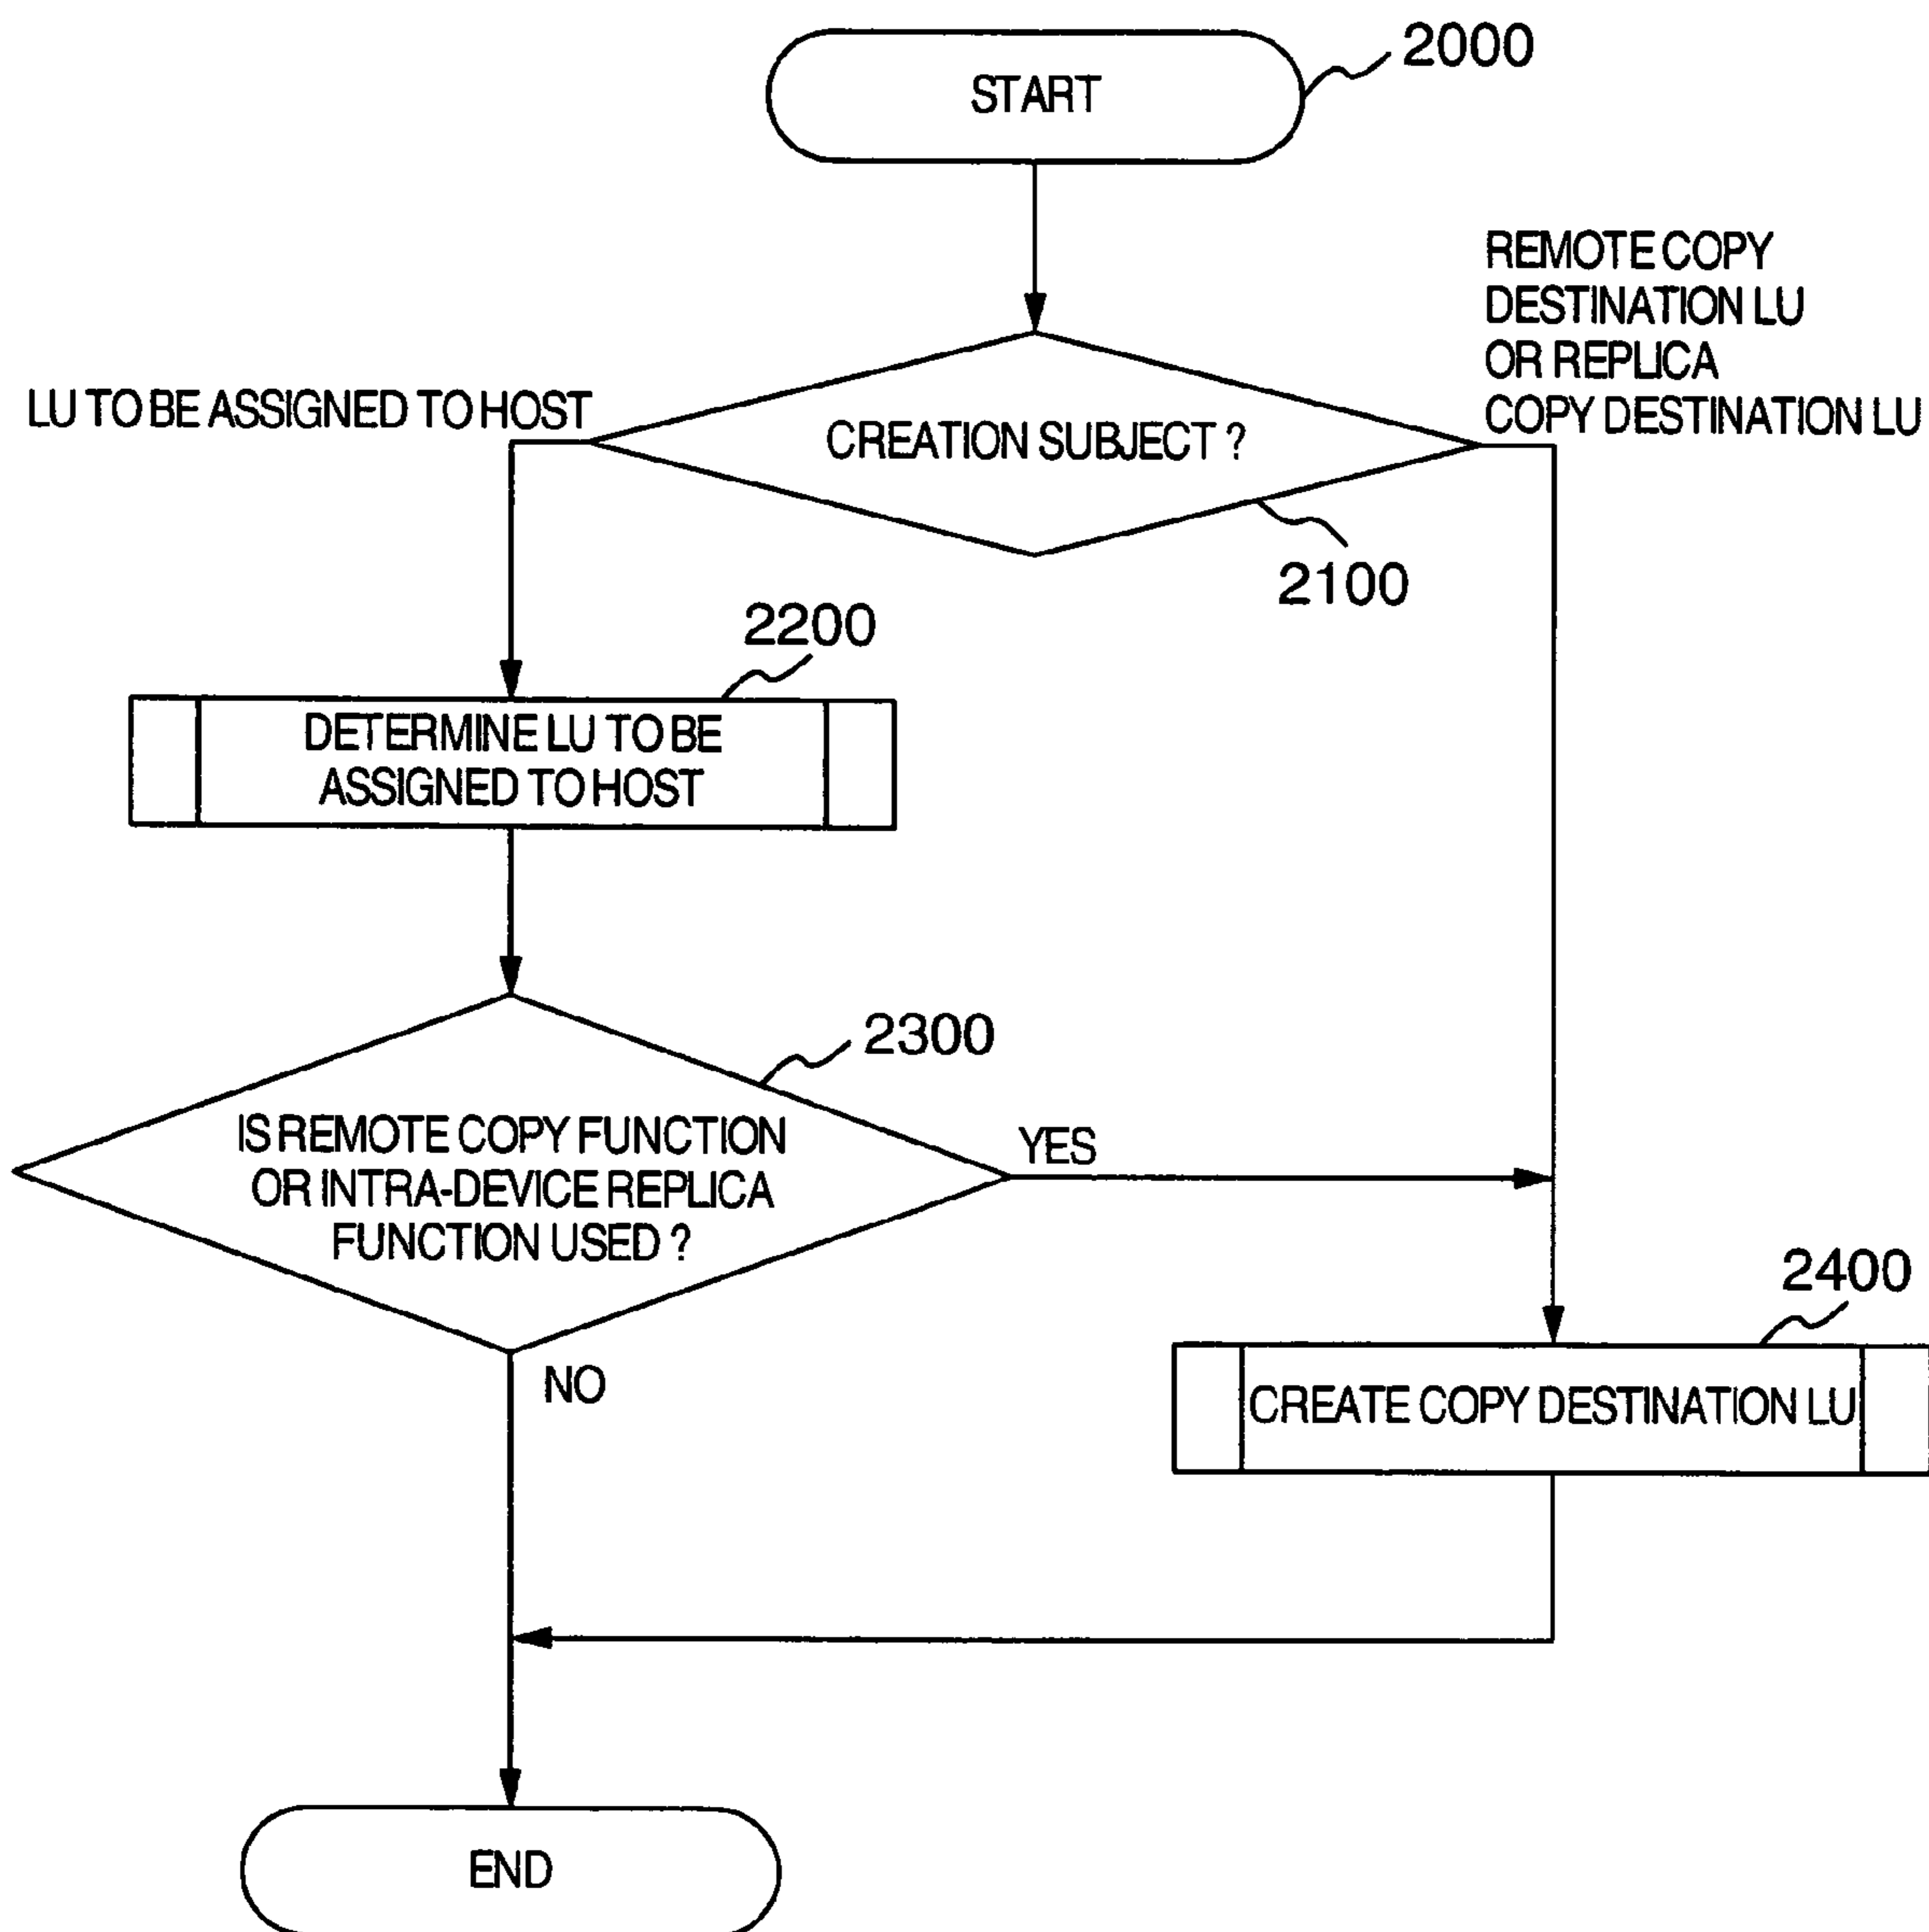 2000
START
REMOTE COPY
DESTINATION LU
OR REPLICA
COPY DESTINATION LU
LU TO BE ASSIGNED TO HOST
CREATION SUBJECT ?
2100
2200
DETERMINE LU TO BE
ASSIGNED TO HOST
2300
IS REMOTE COPY FUNCTION
OR INTRA-DEVICE REPLICA
FUNCTION USED ?
YES
2400
CREATE COPY DESTINATION LU
NO
END